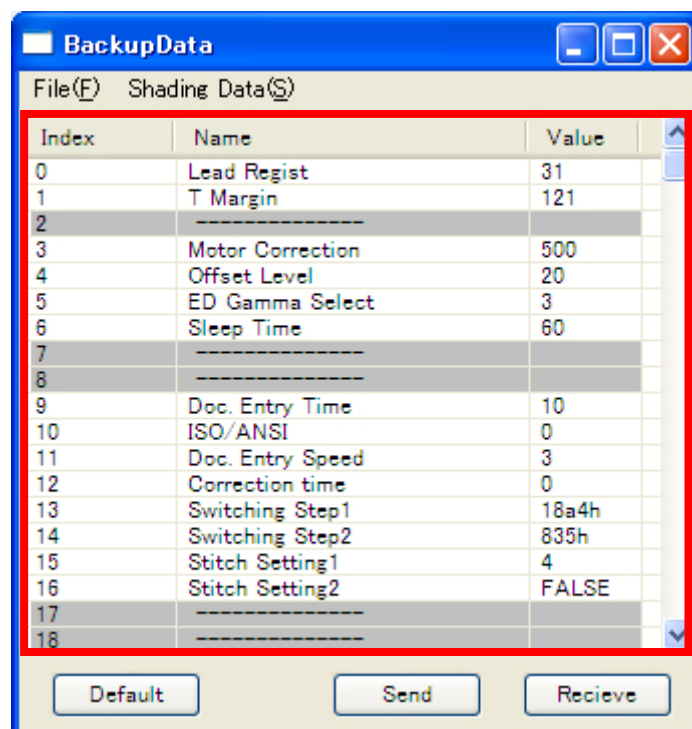 BackupData
File(F) Shading Data(S)
Index Name Value
0 Lead Regist 31
1 T Margin 121
2 --------------
3 Motor Correction 500
4 Offset Level 20
5 ED Gamma Select 3
6 Sleep Time 60
7 --------------
8 --------------
9 Doc. Entry Time 10
10 ISO/ANSI 0
11 Doc. Entry Speed 3
12 Correction time 0
13 Switching Step1 18a4h
14 Switching Step2 835h
15 Stitch Setting1 4
16 Stitch Setting2 FALSE
17 --------------
18 --------------
Default Send Recieve